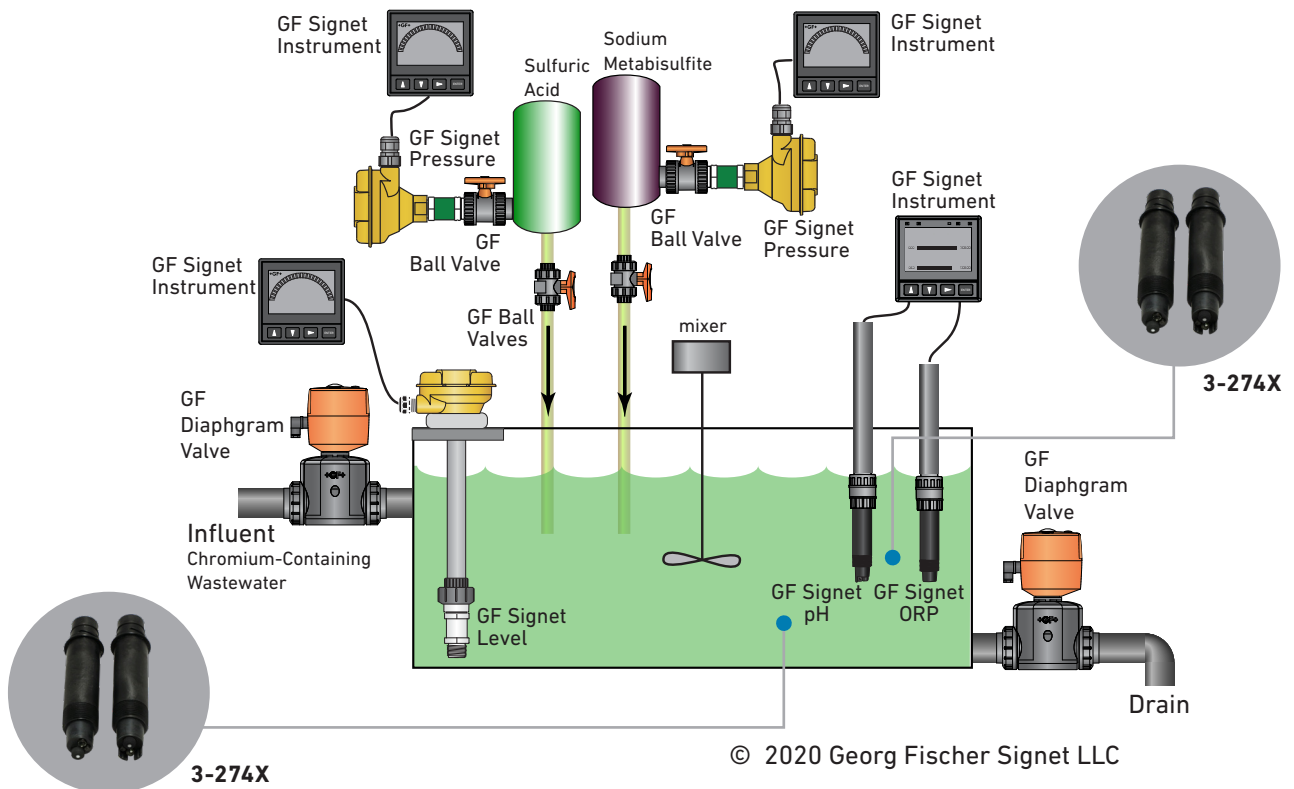 GF Signet
Instrument
Sulfuric
Acid
Sodium
Metabisulfite
GF Signet
Instrument
GF Signet
Pressure
GF
Ball Valve
GF
Ball Valve
GF Signet
Pressure
GF Signet
Instrument
3-274X
GF Signet
Instrument
GF Ball
Valves
mixer
GF
Diaphgram
Valve
+GF+
Influent
Chromium-Containing
Wastewater
GF Signet
Level
GF Signet
pH
GF Signet
ORP
GF
Diaphgram
Valve
+GF+
Drain
3-274X
© 2020 Georg Fischer Signet LLC